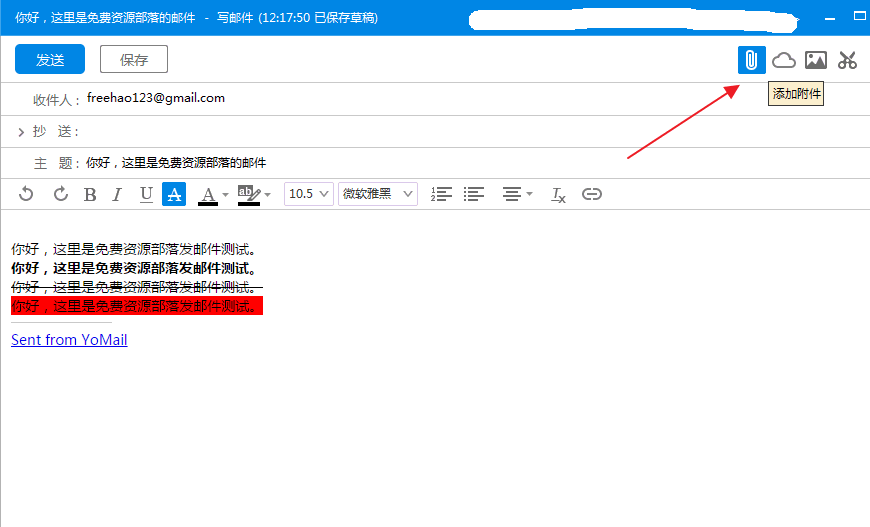 你好，这里是免费资源部落的邮件 - 写邮件 (12:17:50 已保存草稿)
发送 保存
添加附件
收件人： freehao123@gmail.com
抄 送：
主 题： 你好，这里是免费资源部落的邮件
B I U A A ab 10.5 微软雅黑 Ix
你好，这里是免费资源部落发邮件测试。
你好，这里是免费资源部落发邮件测试。
你好，这里是免费资源部落发邮件测试。
你好，这里是免费资源部落发邮件测试。
Sent from YoMail